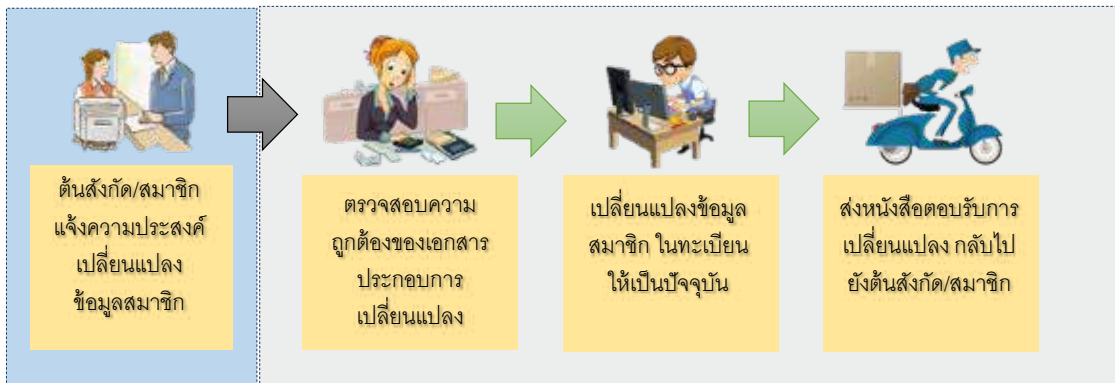 ต้นสังกัด/สมาชิก
แจ้งความประสงค์
เปลี่ยนแปลง
ข้อมูลสมาชิก
ตรวจสอบความ
ถูกต้องของเอกสาร
ประกอบการ
เปลี่ยนแปลง
เปลี่ยนแปลงข้อมูล
สมาชิก ในทะเบียน
ให้เป็นปัจจุบัน
ส่งหนังสือตอบรับการ
เปลี่ยนแปลง กลับไป
ยังต้นสังกัด/สมาชิก